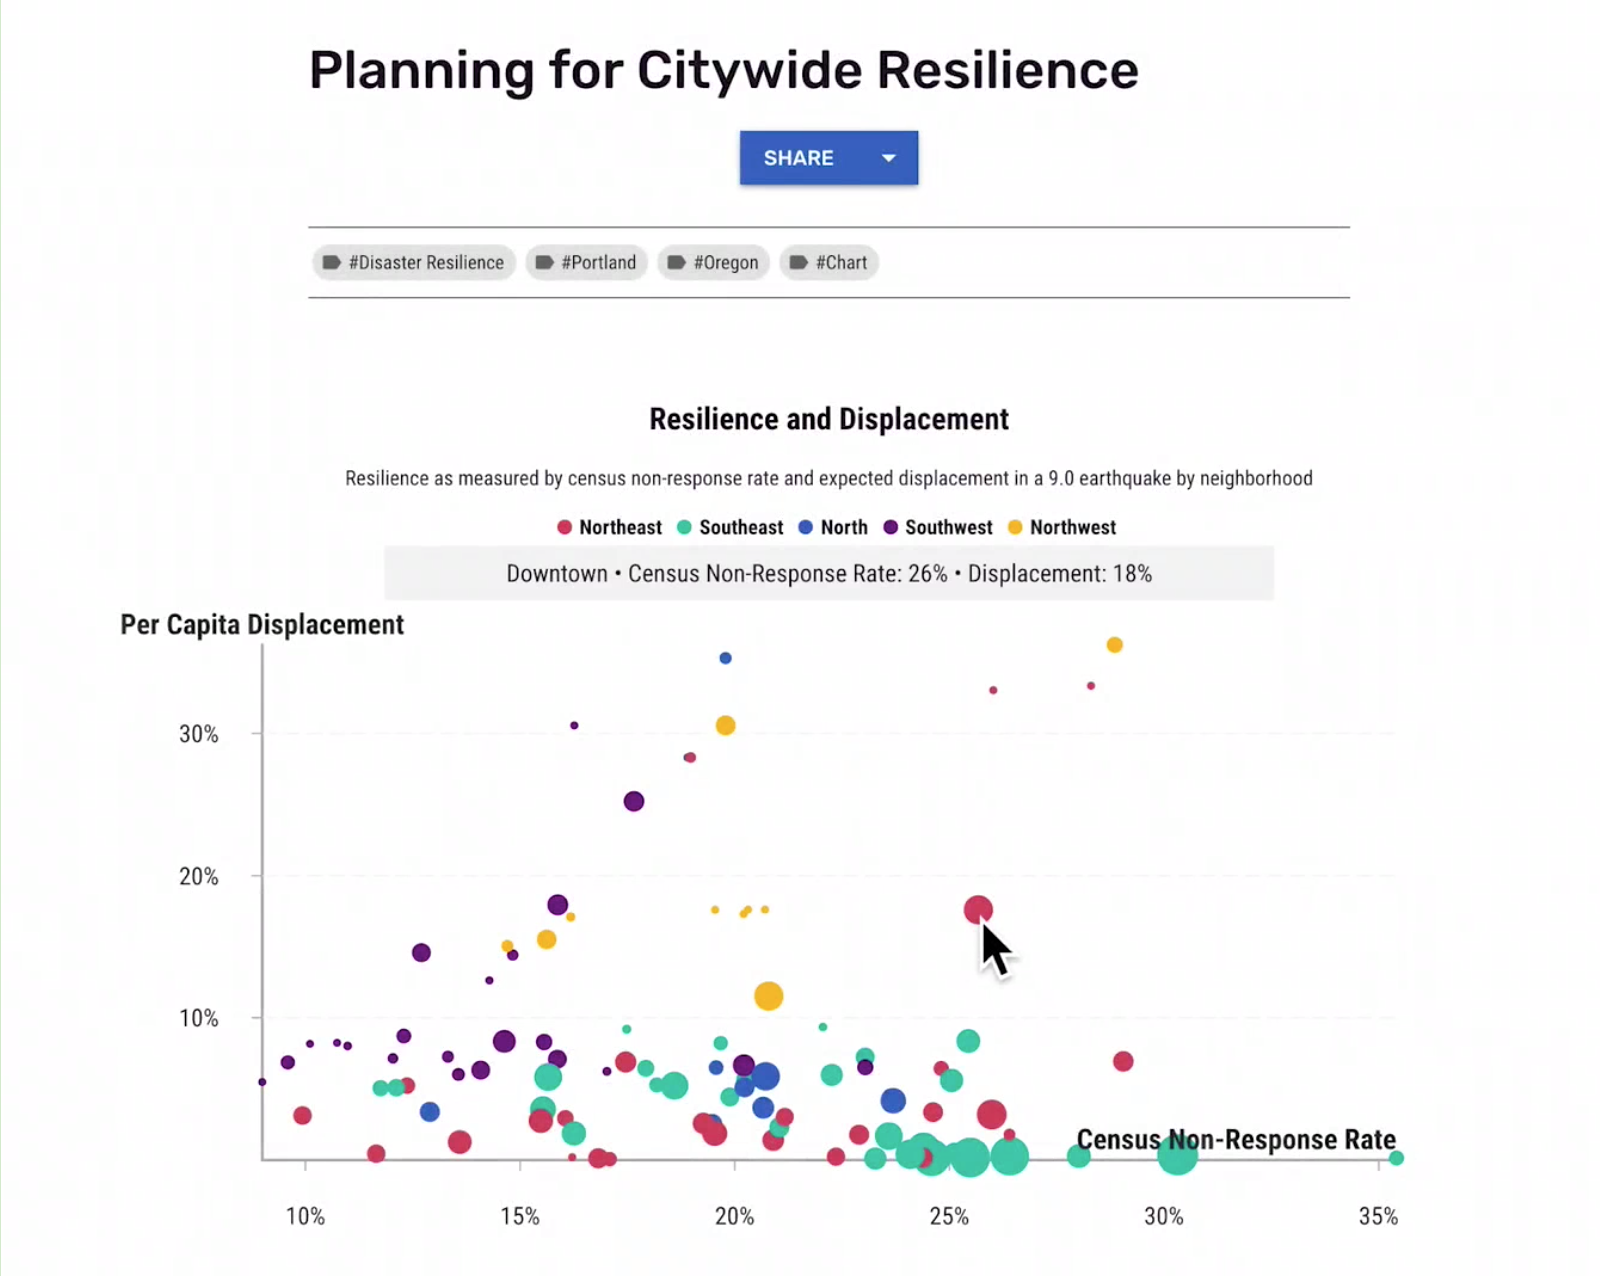 Planning for Citywide Resilience
SHARE
#Disaster Resilience #Portland #Oregon #Chart
Resilience and Displacement
Resilience as measured by census non-response rate and expected displacement in a 9.0 earthquake by neighborhood
Northeast Southeast North Southwest Northwest
Downtown • Census Non-Response Rate: 26% • Displacement: 18%
Per Capita Displacement
30%
20%
10%
Census Non-Response Rate
10% 15% 20% 25% 30% 35%